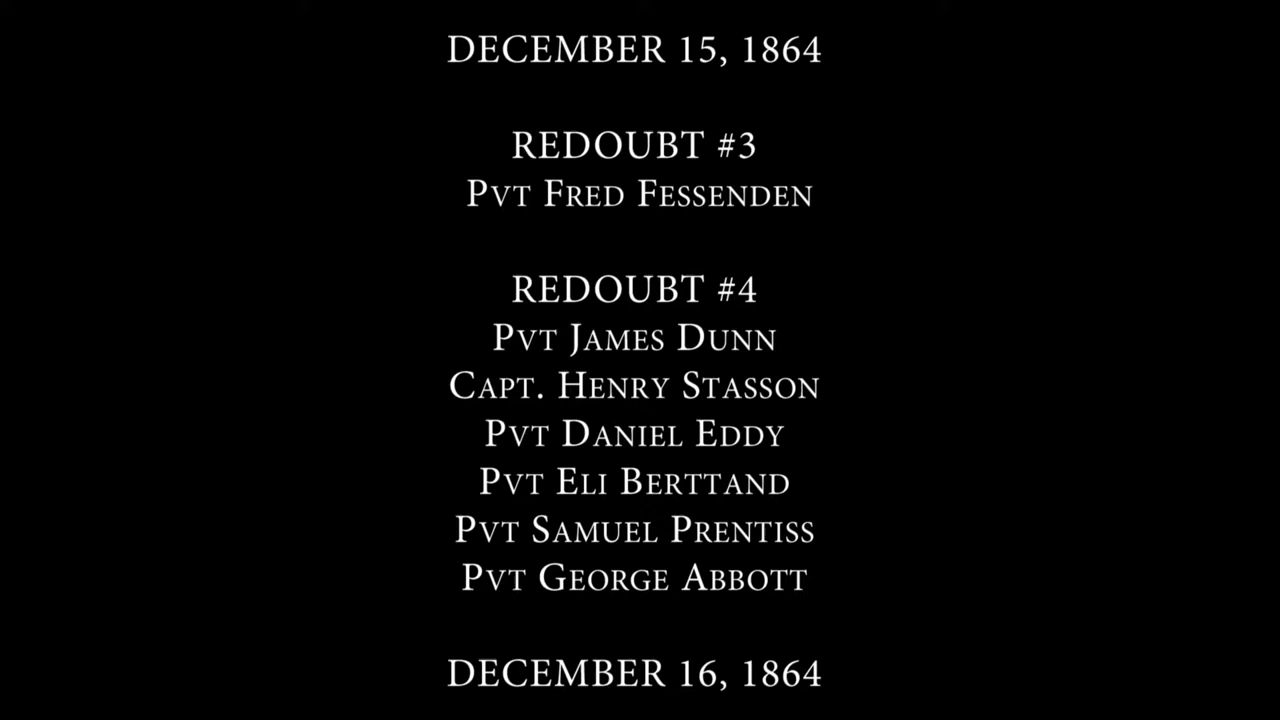 DECEMBER 15, 1864
REDOUBT #3
PVT FRED FESSENDEN
REDOUBT #4
PVT JAMES DUNN
CAPT. HENRY STASSON
PVT DANIEL EDDY
PVT ELI BERTTAND
PVT SAMUEL PRENTISS
PVT GEORGE ABBOTT
DECEMBER 16, 1864